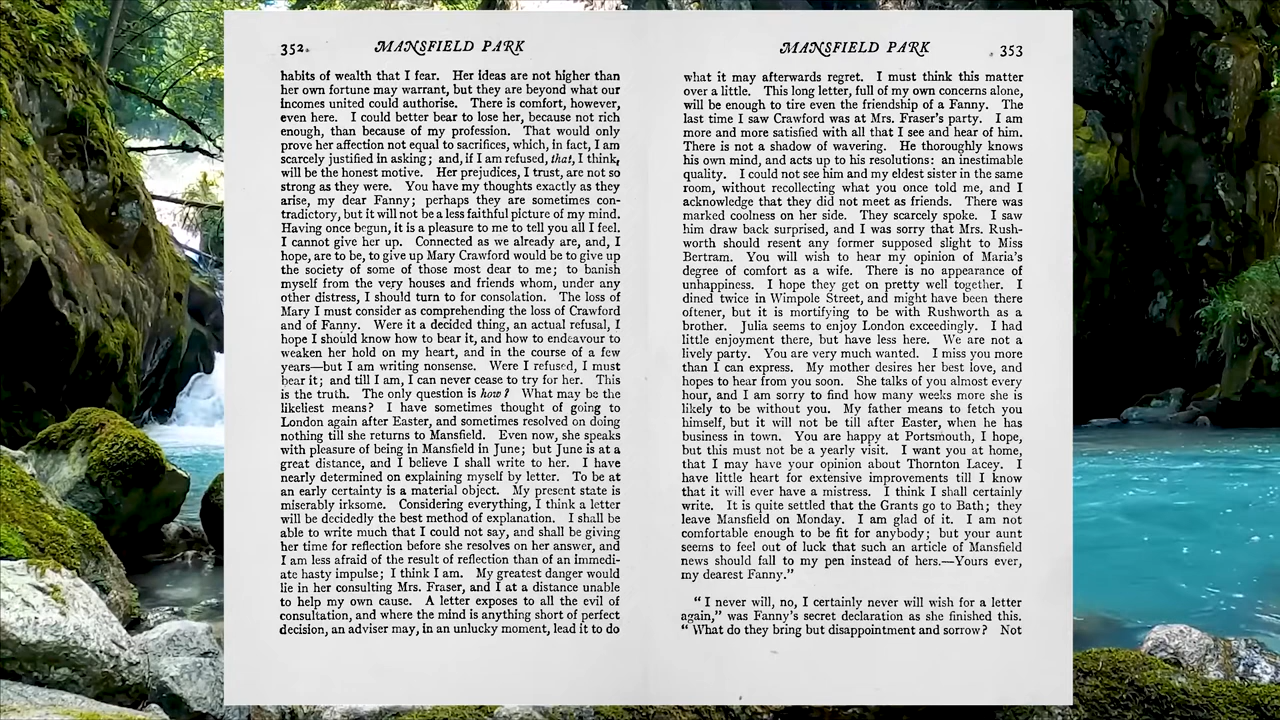 352
MANSFIELD PARK
habits of wealth that I fear. Her ideas are not higher than
her own fortune may warrant, but they are beyond what our
incomes united could authorise. There is comfort, however,
even here. I could better bear to lose her, because not rich
enough, than because of my profession. That would only
prove her affection not equal to sacrifices, which, in fact, I am
scarcely justified in asking; and, if I am refused, that, I think,
will be the honest motive. Her prejudices, I trust, are not so
strong as they were. You have my thoughts exactly as they
arise, my dear Fanny; perhaps they are sometimes con-
tradictory, but it will not be a less faithful picture of my mind.
Having once begun, it is a pleasure to me to tell you all I feel.
I cannot give her up. Connected as we already are, and, I
hope, are to be, to give up Mary Crawford would be to give up
the society of some of those most dear to me; to banish
myself from the very houses and friends whom, under any
other distress, I should turn to for consolation. The loss of
Mary I must consider as comprehending the loss of Crawford
and of Fanny. Were it a decided thing, an actual refusal, I
hope I should know how to bear it, and how to endeavour to
weaken her hold on my heart, and in the course of a few
years—but I am writing nonsense. Were I refused, I must
bear it; and till I am, I can never cease to try for her. This
is the truth. The only question is how? What may be the
likeliest means? I have sometimes thought of going to
London again after Easter, and sometimes resolved on doing
nothing till she returns to Mansfield. Even now, she speaks
with pleasure of being in Mansfield in June; but June is at a
great distance, and I believe I shall write to her. I have
nearly determined on explaining myself by letter. To be at
an early certainty is a material object. My present state is
miserably irksome. Considering everything, I think a letter
will be decidedly the best method of explanation. I shall be
able to write much that I could not say, and shall be giving
her time for reflection before she resolves on her answer, and
I am less afraid of the result of reflection than of an immedi-
ate hasty impulse; I think I am. My greatest danger would
lie in her consulting Mrs. Fraser, and I at a distance unable
to help my own cause. A letter exposes to all the evil of
consultation, and where the mind is anything short of perfect
decision, an adviser may, in an unlucky moment, lead it to do
MANSFIELD PARK
353
what it may afterwards regret. I must think this matter
over a little. This long letter, full of my own concerns alone,
will be enough to tire even the friendship of a Fanny. The
last time I saw Crawford was at Mrs. Fraser's party. I am
more and more satisfied with all that I see and hear of him.
There is not a shadow of wavering. He thoroughly knows
his own mind, and acts up to his resolutions: an inestimable
quality. I could not see him and my eldest sister in the same
room, without recollecting what you once told me, and I
acknowledge that they did not meet as friends. There was
marked coolness on her side. They scarcely spoke. I saw
him draw back surprised, and I was sorry that Mrs. Rush-
worth should resent any former supposed slight to Miss
Bertram. You will wish to hear my opinion of Maria's
degree of comfort as a wife. There is no appearance of
unhappiness. I hope they get on pretty well together. I
dined twice in Wimpole Street, and might have been there
oftener, but it is mortifying to be with Rushworth as a
brother. Julia seems to enjoy London exceedingly. I had
little enjoyment there, but have less here. We are not a
lively party. You are very much wanted. I miss you more
than I can express. My mother desires her best love, and
hopes to hear from you soon. She talks of you almost every
hour, and I am sorry to find how many weeks more she is
likely to be without you. My father means to fetch you
himself, but it will not be till after Easter, when he has
business in town. You are happy at Portsmouth, I hope,
but this must not be a yearly visit. I want you at home,
that I may have your opinion about Thornton Lacey. I
have little heart for extensive improvements till I know
that it will ever have a mistress. I think I shall certainly
write. It is quite settled that the Grants go to Bath; they
leave Mansfield on Monday. I am glad of it. I am not
comfortable enough to be fit for anybody; but your aunt
seems to feel out of luck that such an article of Mansfield
news should fall to my pen instead of hers.—Yours ever,
my dearest Fanny."
"I never will, no, I certainly never will wish for a letter
again," was Fanny's secret declaration as she finished this.
"What do they bring but disappointment and sorrow? Not